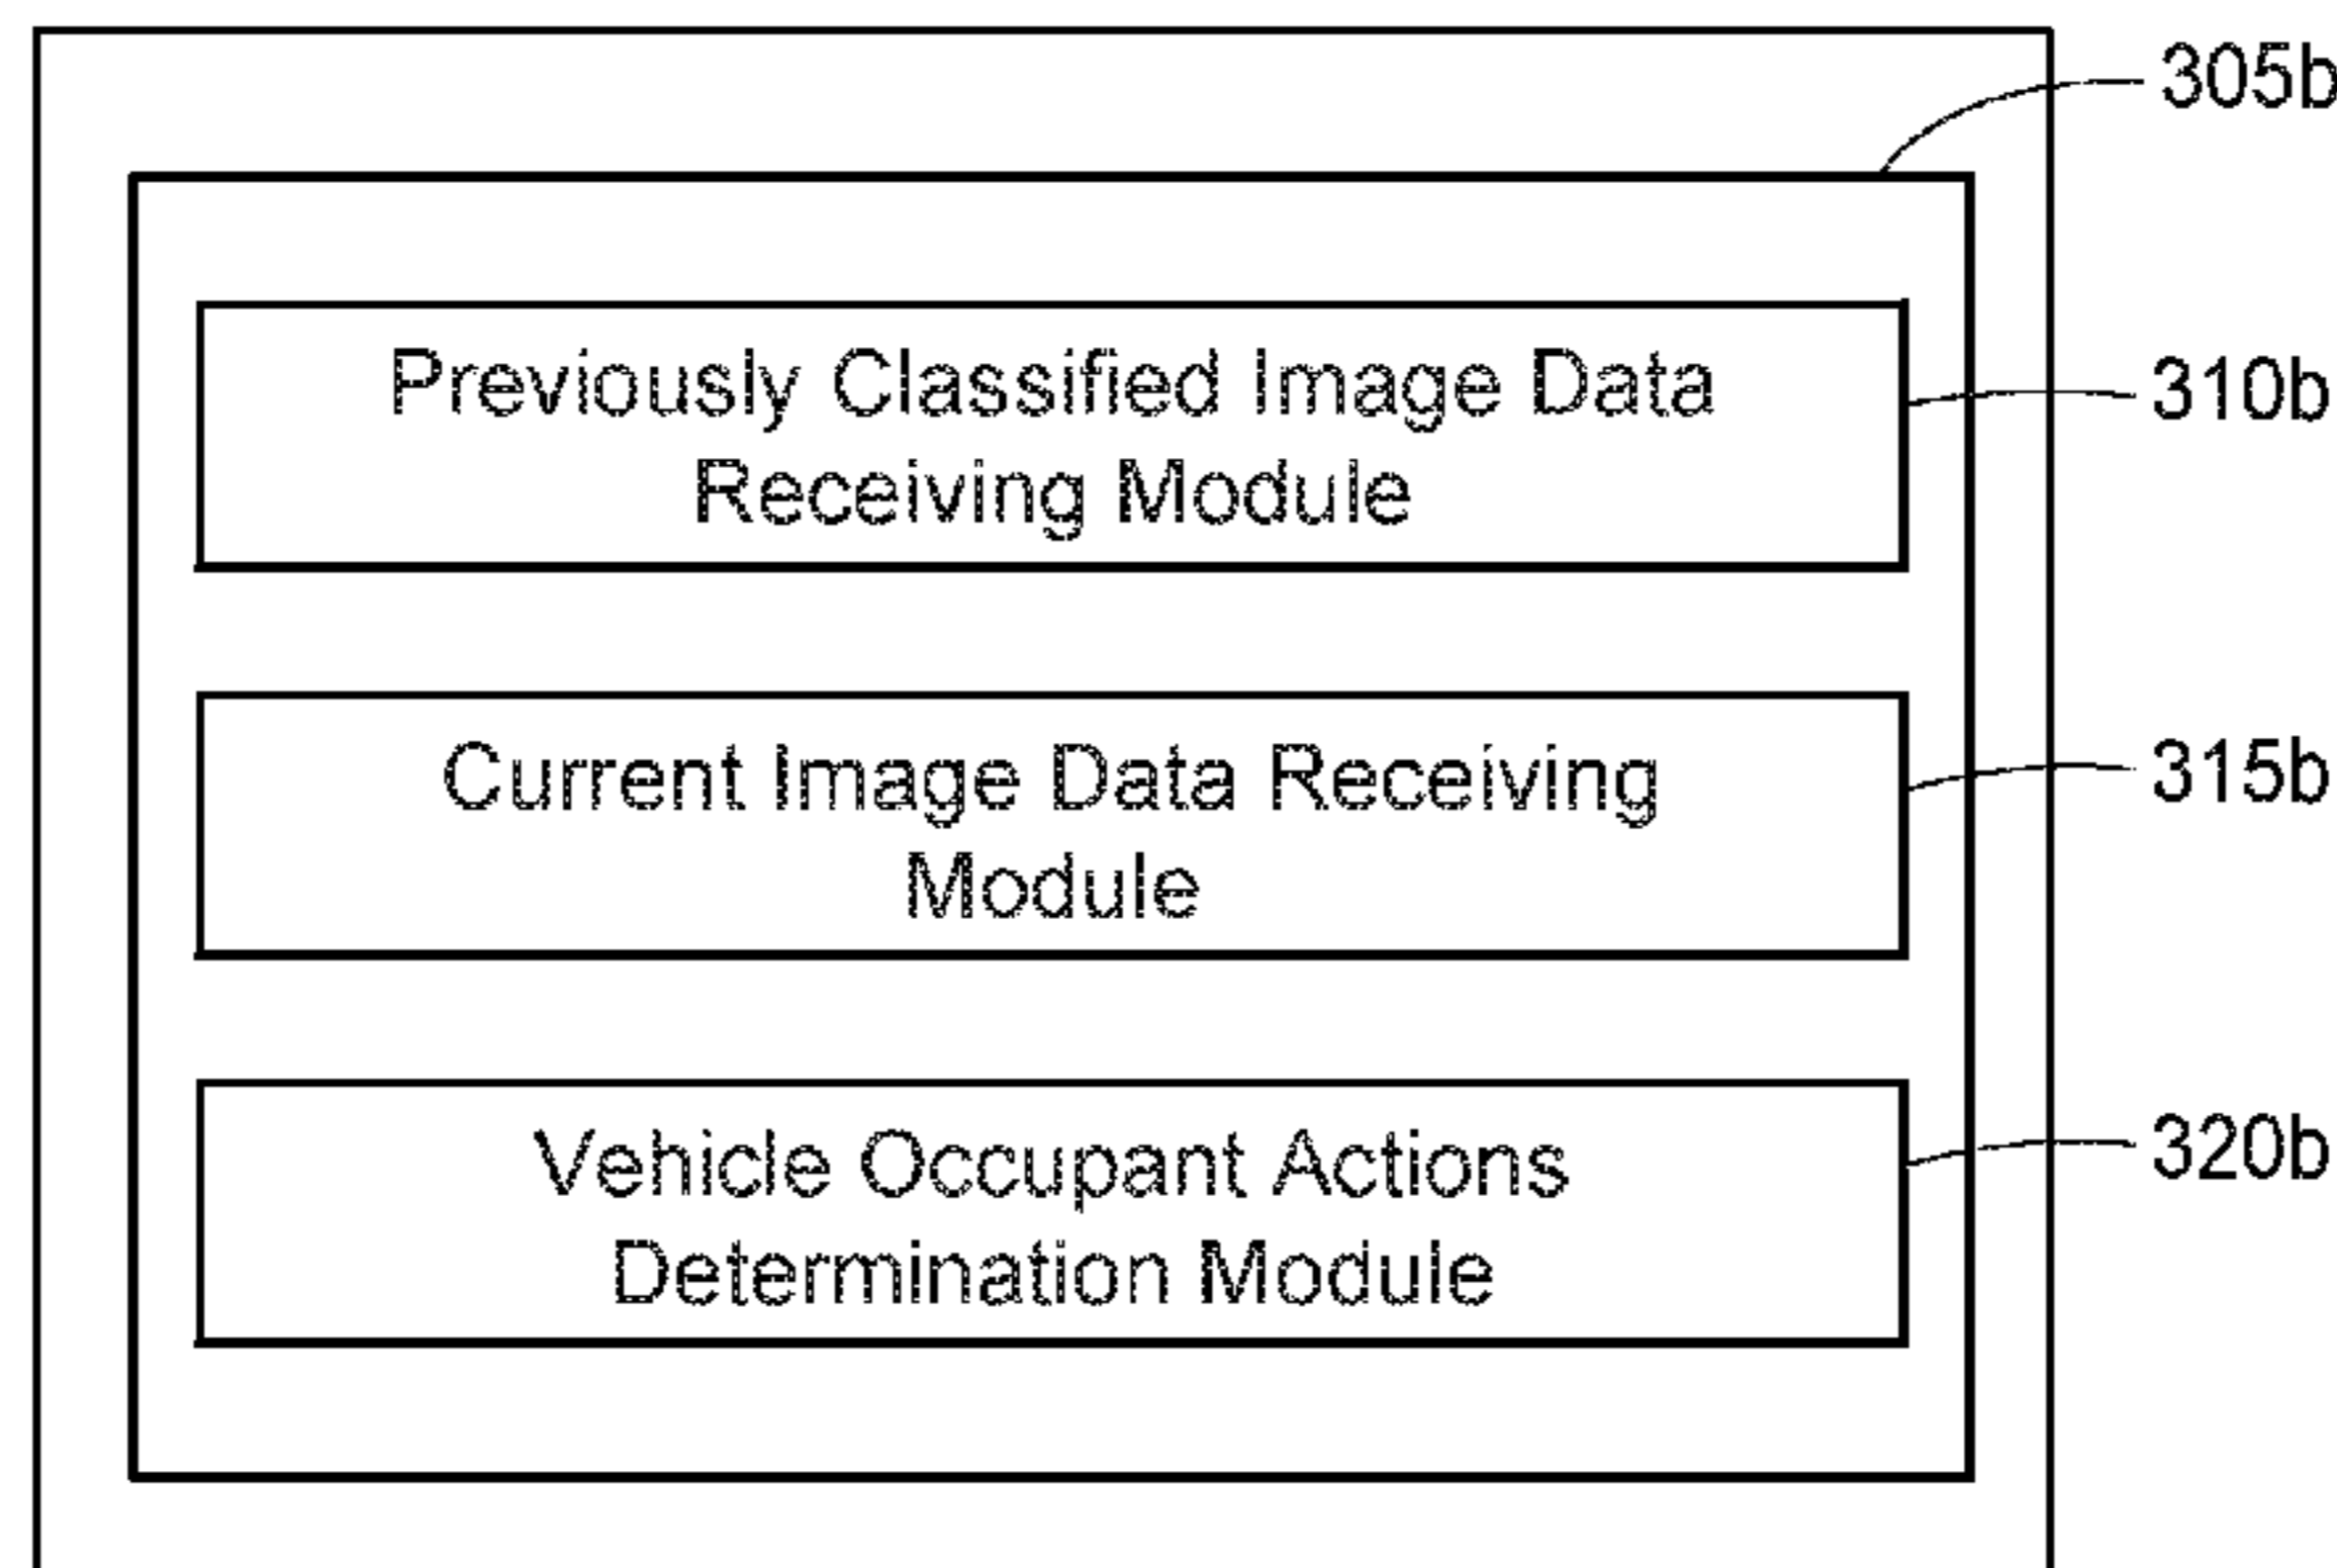 305b
Previously Classified Image Data
Receiving Module
310b
Current Image Data Receiving
Module
315b
Vehicle Occupant Actions
Determination Module
320b